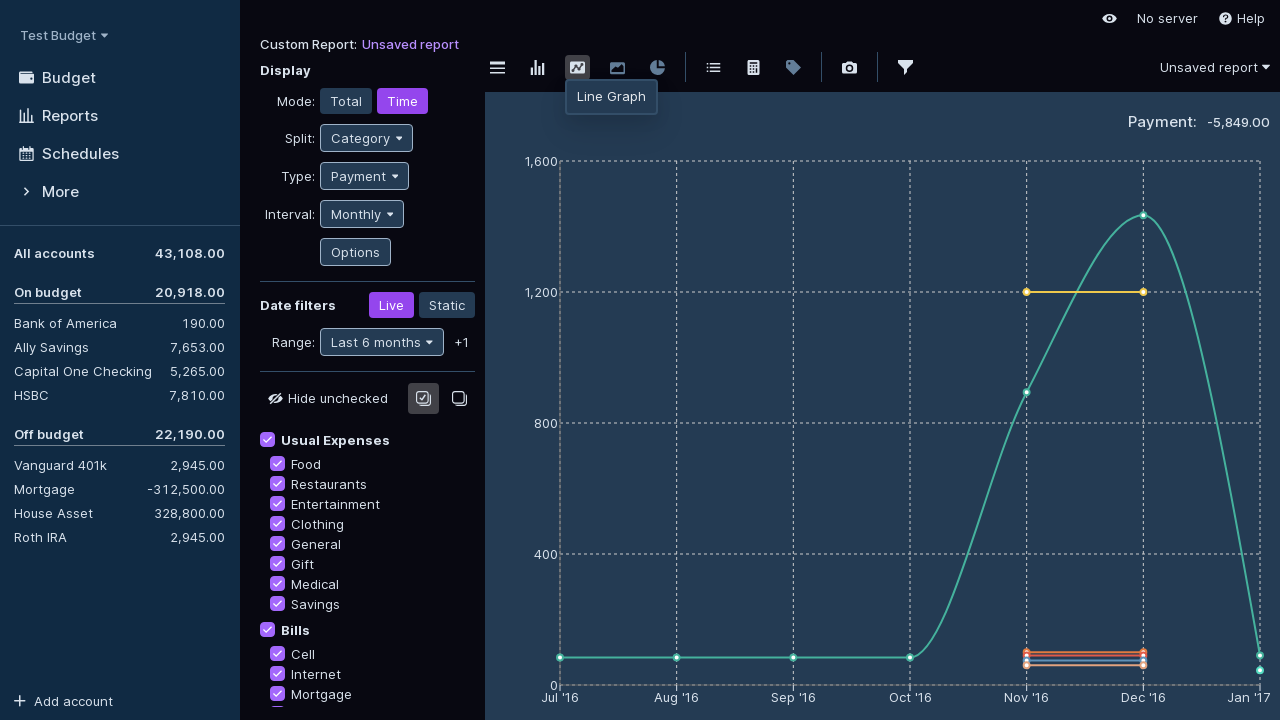 Test Budget
Budget
Reports
Schedules
More
All accounts 43,108.00
On budget 20,918.00
Bank of America 190.00
Ally Savings 7,653.00
Capital One Checking 5,265.00
HSBC 7,810.00
Off budget 22,190.00
Vanguard 401k 2,945.00
Mortgage -312,500.00
House Asset 328,800.00
Roth IRA 2,945.00
Add account
No server Help
Custom Report: Unsaved report
Display
Mode: Total Time
Split: Category
Type: Payment
Interval: Monthly
Options
Date filters Live Static
Range: Last 6 months +1
Hide unchecked
Usual Expenses
Food
Restaurants
Entertainment
Clothing
General
Gift
Medical
Savings
Bills
Cell
Internet
Mortgage
Unsaved report
Line Graph
Payment: -5,849.00
1,600
1,200
800
400
0
Jul '16 Aug '16 Sep '16 Oct '16 Nov '16 Dec '16 Jan '17